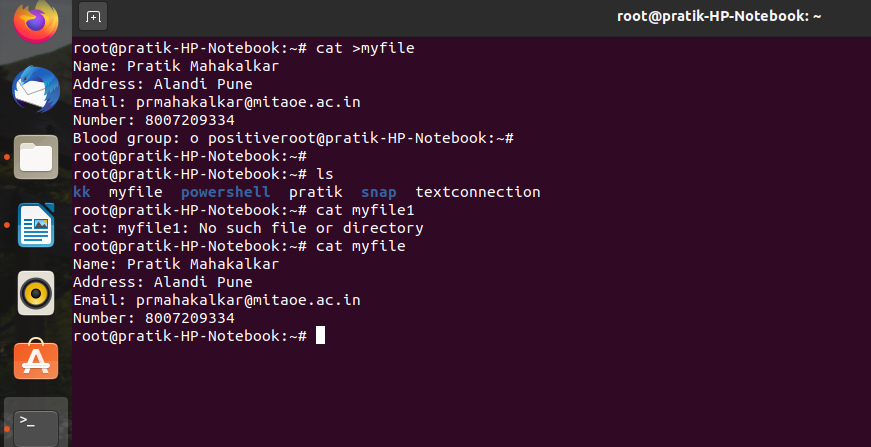 root@pratik-HP-Notebook: ~
root@pratik-HP-Notebook:~# cat >myfile
Name: Pratik Mahakalkar
Address: Alandi Pune
Email: prmahakalkar@mitaoe.ac.in
Number: 8007209334
Blood group: o positiveroot@pratik-HP-Notebook:~#
root@pratik-HP-Notebook:~#
root@pratik-HP-Notebook:~# ls
kk  myfile  powershell  pratik  snap  textconnection
root@pratik-HP-Notebook:~# cat myfile1
cat: myfile1: No such file or directory
root@pratik-HP-Notebook:~# cat myfile
Name: Pratik Mahakalkar
Address: Alandi Pune
Email: prmahakalkar@mitaoe.ac.in
Number: 8007209334
root@pratik-HP-Notebook:~#